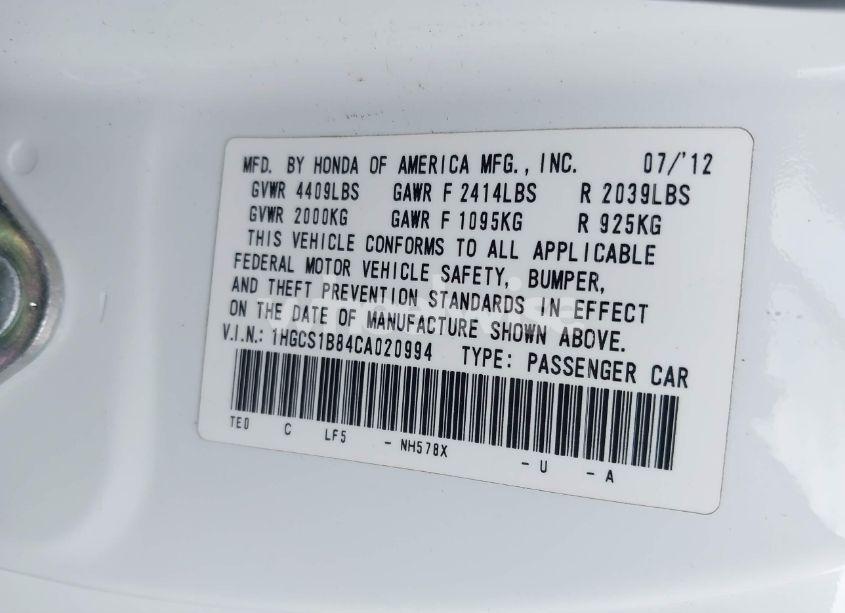 MFD. BY HONDA OF AMERICA MFG., INC. 07/'12
GVWR 4409LBS GAWR F 2414LBS R 2039LBS
GVWR 2000KG GAWR F 1095KG R 925KG
THIS VEHICLE CONFORMS TO ALL APPLICABLE
FEDERAL MOTOR VEHICLE SAFETY, BUMPER,
AND THEFT PREVENTION STANDARDS IN EFFECT
ON THE DATE OF MANUFACTURE SHOWN ABOVE.
V.I.N.: 1HGCS1B84CA020994 TYPE: PASSENGER CAR
TE0 C LF5 - NH578X - U - A